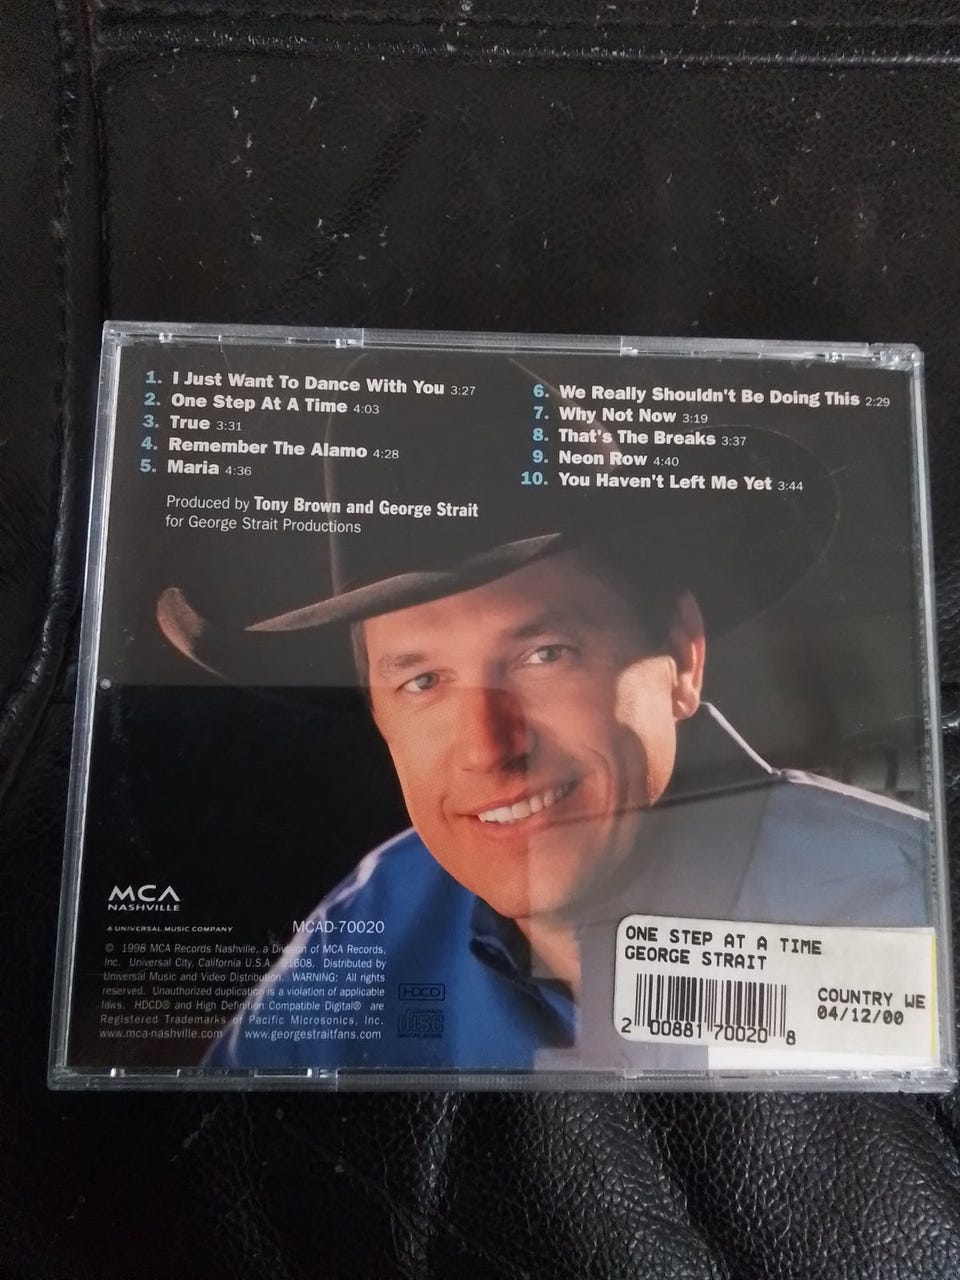 1. I Just Want To Dance With You 3:27
2. One Step At A Time 4:03
3. True 3:31
4. Remember The Alamo 4:28
5. Maria 4:36
6. We Really Shouldn't Be Doing This 2:29
7. Why Not Now 3:19
8. That's The Breaks 3:37
9. Neon Row 4:40
10. You Haven't Left Me Yet 3:44
Produced by Tony Brown and George Strait
for George Strait Productions
MCA
NASHVILLE
A UNIVERSAL MUSIC COMPANY
MCAD-70020
© 1998 MCA Records Nashville, a Division of MCA Records,
Inc. Universal City, California U.S.A. 91608. Distributed by
Universal Music and Video Distribution. WARNING: All rights
reserved. Unauthorized duplication is a violation of applicable
laws. HDCD® and High Definition Compatible Digital® are
Registered Trademarks of Pacific Microsonics, Inc.
www.mca-nashville.com www.georgestraitfans.com
HDCD
COMPACT
disc
DIGITAL AUDIO
ONE STEP AT A TIME
GEORGE STRAIT
COUNTRY WE
04/12/00
2 00881 70020 8